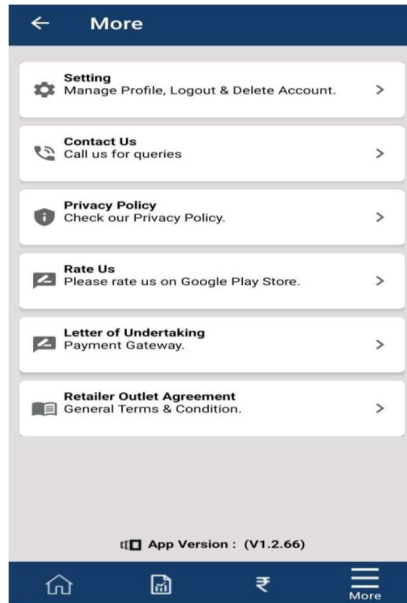 More
Setting
Manage Profile, Logout & Delete Account.
Contact Us
Call us for queries
Privacy Policy
Check our Privacy Policy.
Rate Us
Please rate us on Google Play Store.
Letter of Undertaking
Payment Gateway.
Retailer Outlet Agreement
General Terms & Condition.
App Version : (V1.2.66)
₹
More